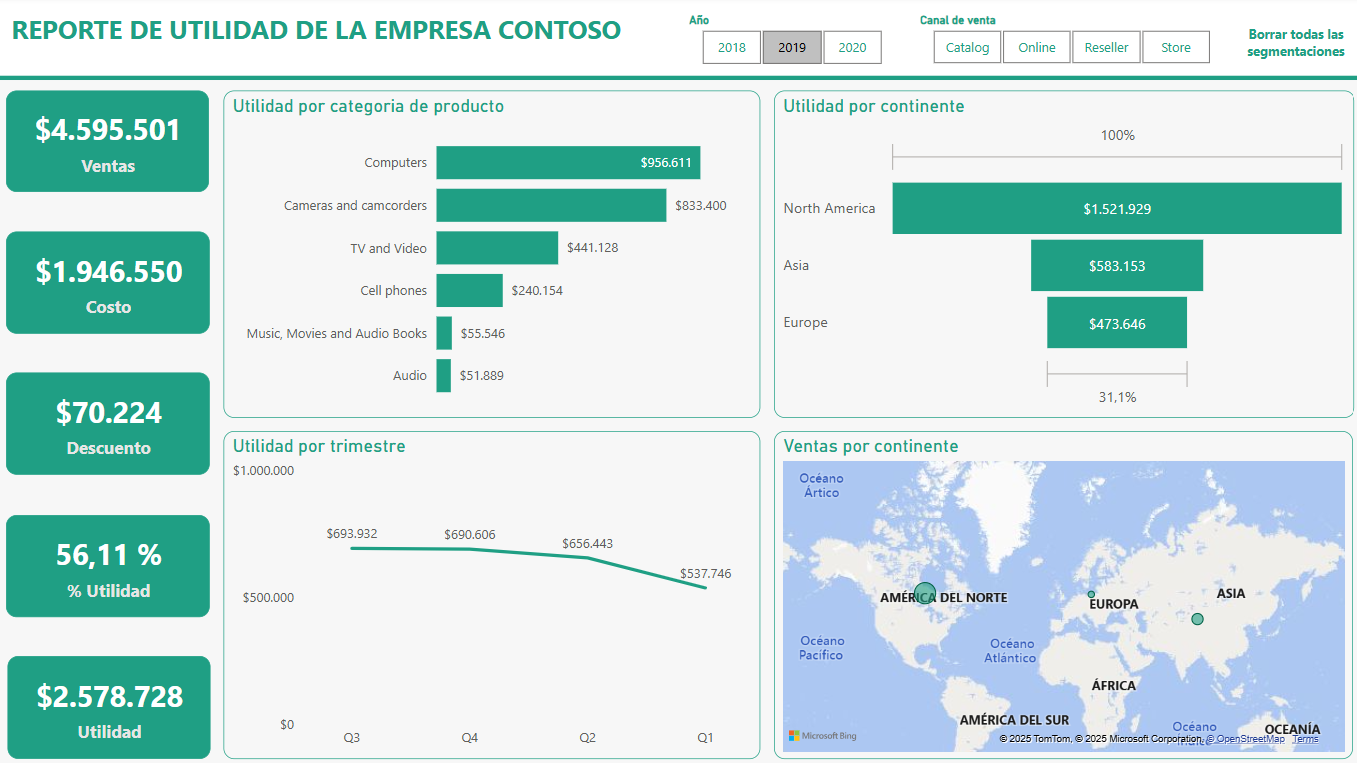 REPORTE DE UTILIDAD DE LA EMPRESA CONTOSO
Año
2018
2019
2020
Canal de venta
Catalog
Online
Reseller
Store
Borrar todas las
segmentaciones
$4.595.501
Ventas
$1.946.550
Costo
$70.224
Descuento
56,11 %
% Utilidad
$2.578.728
Utilidad
Utilidad por categoria de producto
Computers
$956.611
Cameras and camcorders
$833.400
TV and Video
$441.128
Cell phones
$240.154
Music, Movies and Audio Books
$55.546
Audio
$51.889
Utilidad por continente
100%
North America
$1.521.929
Asia
$583.153
Europe
$473.646
31,1%
Utilidad por trimestre
$1.000.000
$500.000
$0
$693.932
$690.606
$656.443
$537.746
Q3
Q4
Q2
Q1
Ventas por continente
Océano
Ártico
AMÉRICA DEL NORTE
EUROPA
ASIA
Océano
Pacífico
Océano
Atlántico
ÁFRICA
AMÉRICA DEL SUR
Océano
Índico
OCEANÍA
Microsoft Bing
© 2025 TomTom, © 2025 Microsoft Corporation, © OpenStreetMap Terms